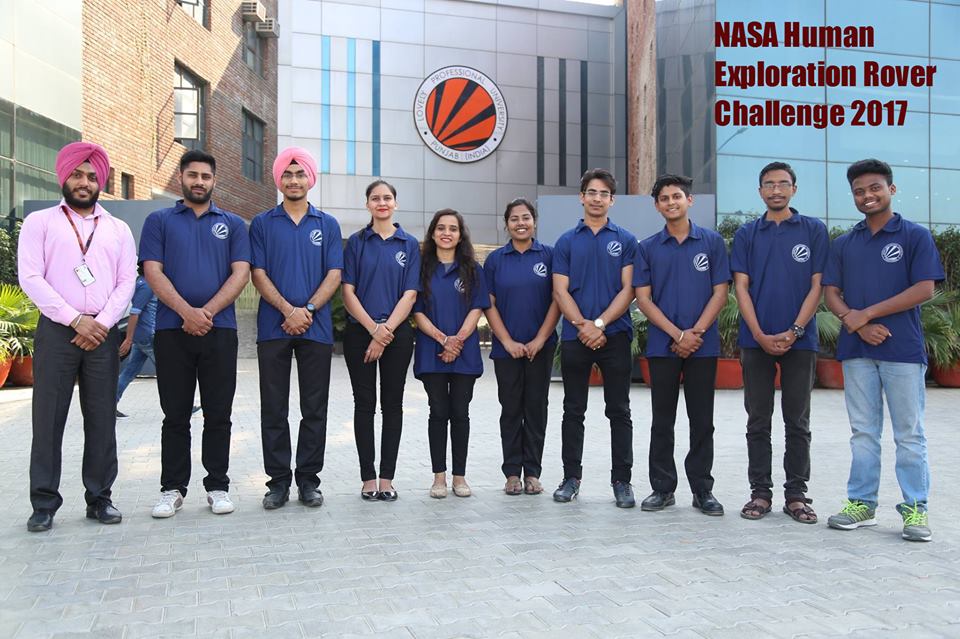 NASA Human
Exploration Rover
Challenge 2017
LOVELY PROFESSIONAL UNIVERSITY
PUNJAB (INDIA)